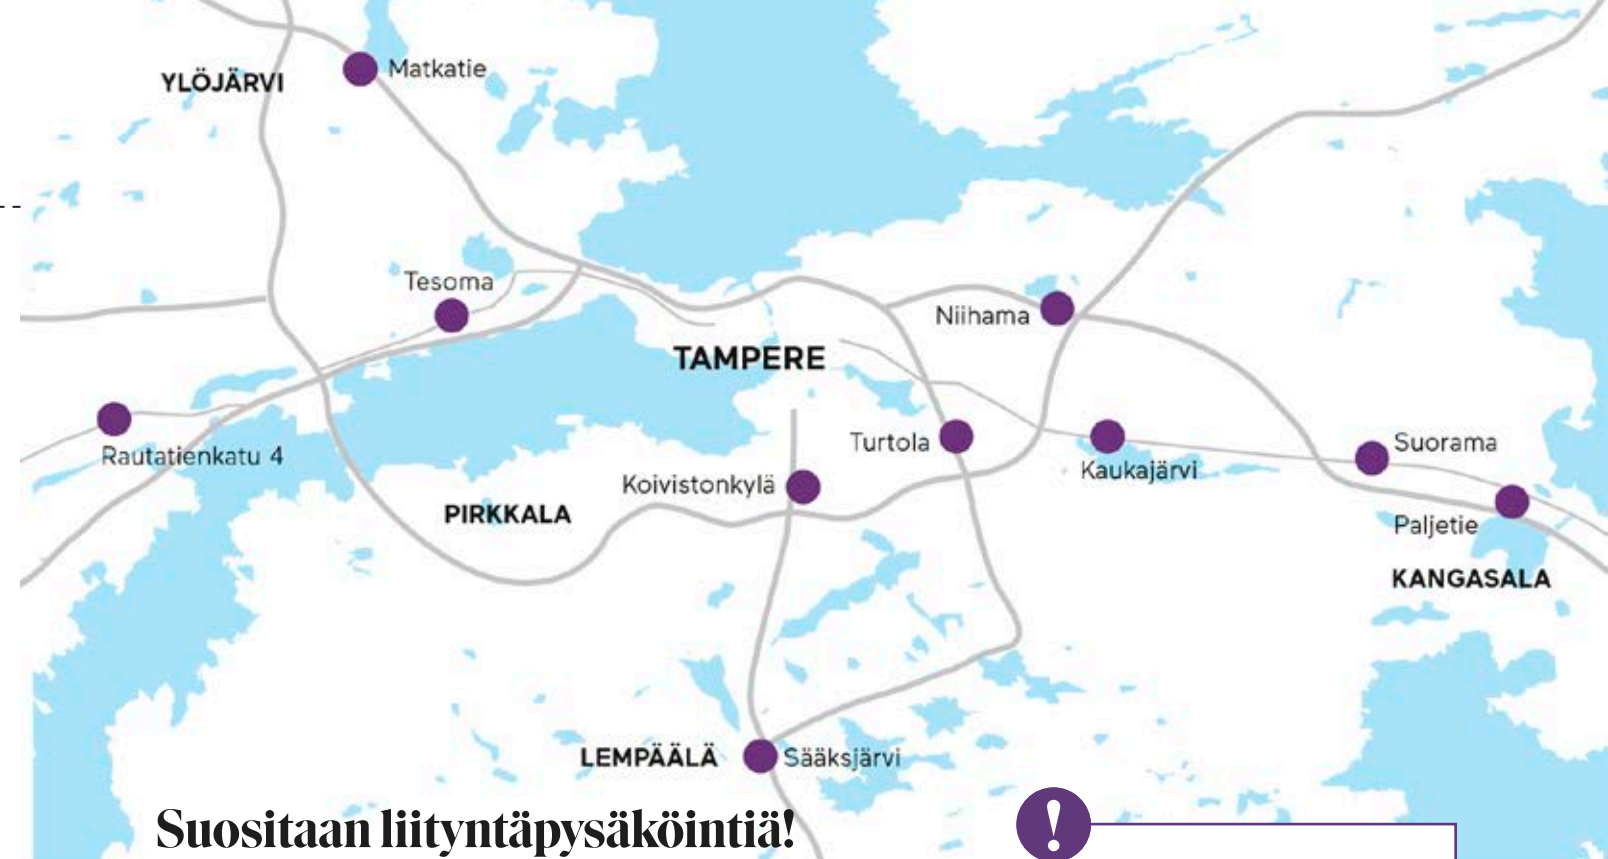 Matkatie
YLÖJÄRVI
Tesoma
Niihama
TAMPERE
Turtola
Suorama
Rautatienkatu 4
Kaukajärvi
Koivistonkylä
PIRKKALA
Paljetie
KANGASALA
LEMPÄÄLÄ
Sääksjärvi
Suositaan liityntäpysäköintiä!
!